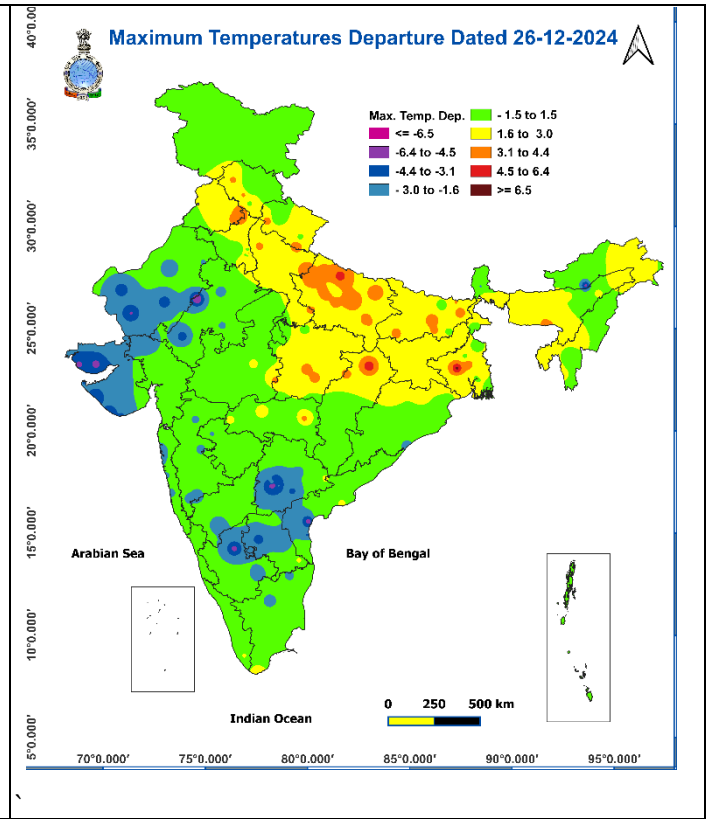 Maximum Temperatures Departure Dated 26-12-2024
Max. Temp. Dep.
<= -6.5
-6.4 to -4.5
-4.4 to -3.1
- 3.0 to -1.6
- 1.5 to 1.5
1.6 to 3.0
3.1 to 4.4
4.5 to 6.4
>= 6.5
40°0.000'
35°0.000'
30°0.000'
25°0.000'
20°0.000'
15°0.000'
10°0.000'
5°0.000'
Arabian Sea
Bay of Bengal
Indian Ocean
0 250 500 km
70°0.000' 75°0.000' 80°0.000' 85°0.000' 90°0.000' 95°0.000'
`